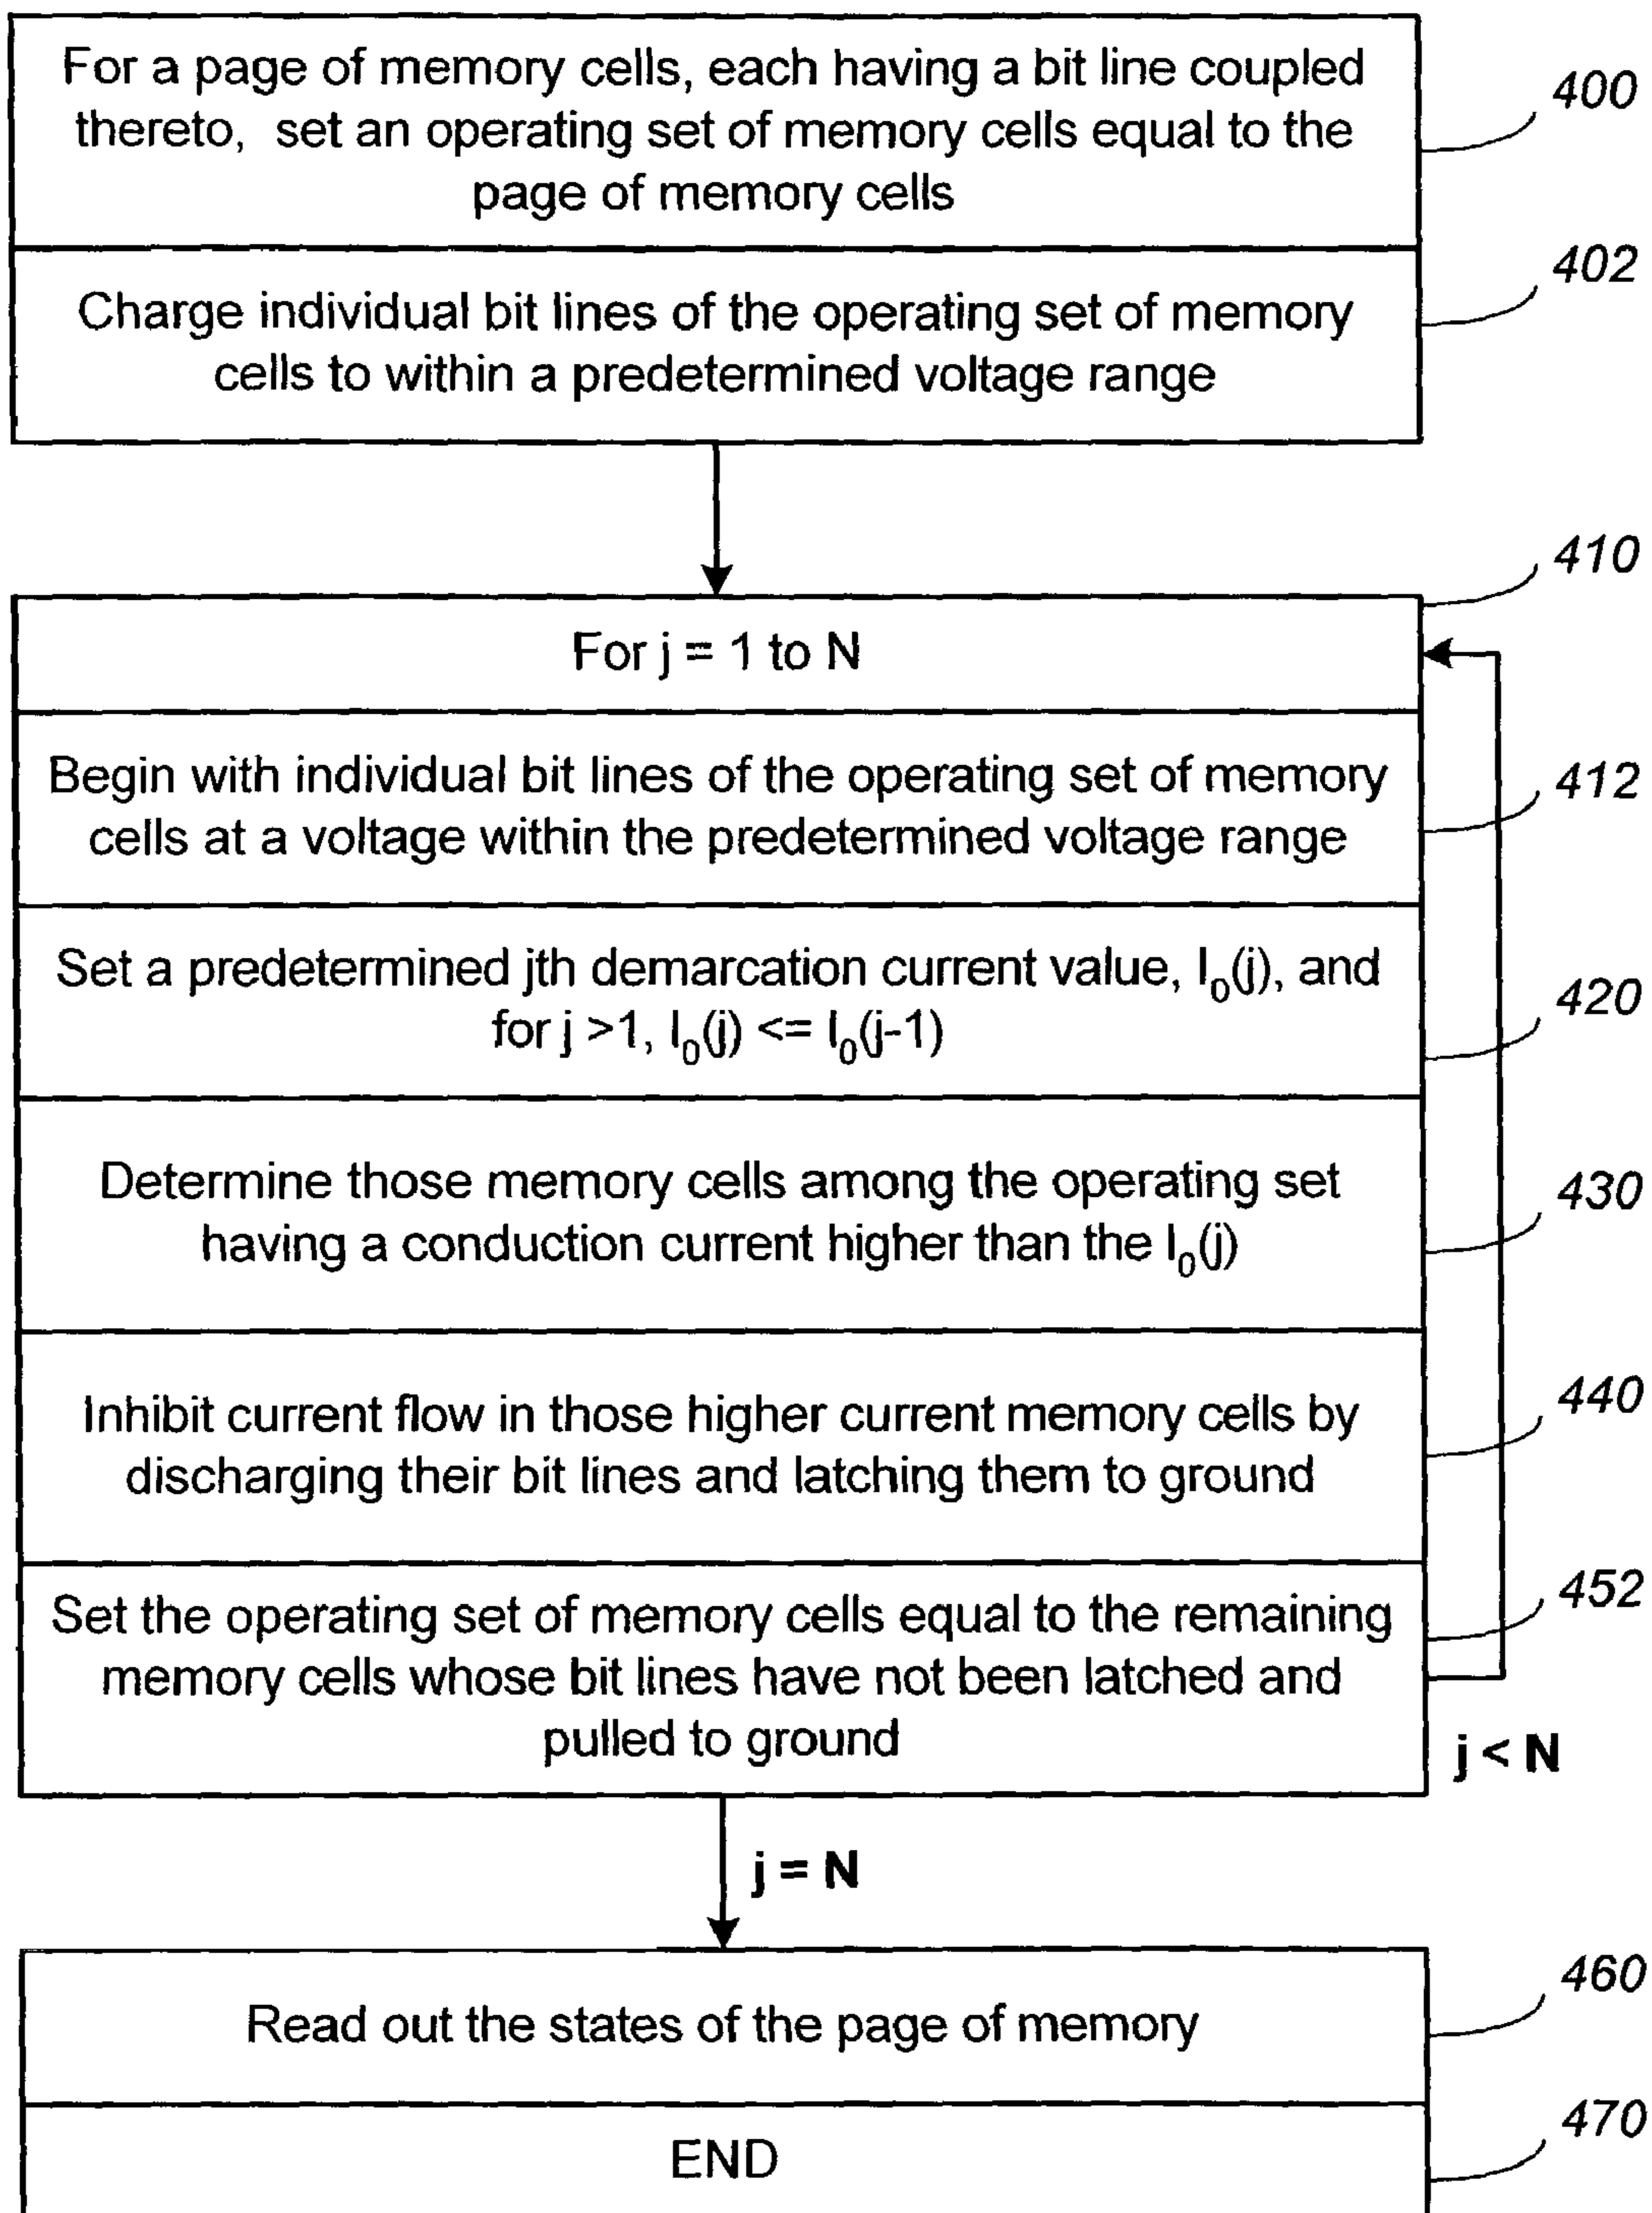 For a page of memory cells, each having a bit line coupled
thereto, set an operating set of memory cells equal to the
page of memory cells
400
Charge individual bit lines of the operating set of memory
cells to within a predetermined voltage range
402
410
For j = 1 to N
Begin with individual bit lines of the operating set of memory
cells at a voltage within the predetermined voltage range
412
Set a predetermined jth demarcation current value, I₀(j), and
for j >1, I₀(j) <= I₀(j-1)
420
Determine those memory cells among the operating set
having a conduction current higher than the I₀(j)
430
Inhibit current flow in those higher current memory cells by
discharging their bit lines and latching them to ground
440
Set the operating set of memory cells equal to the remaining
memory cells whose bit lines have not been latched and
pulled to ground
452
j < N
j = N
Read out the states of the page of memory
460
END
470